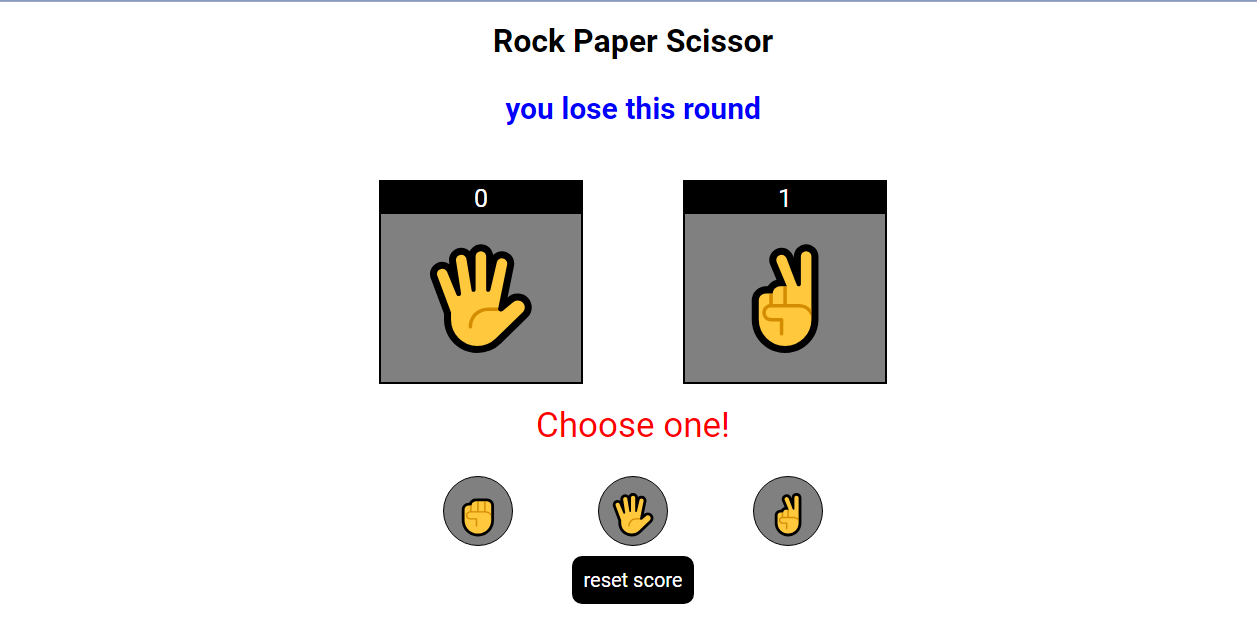 Rock Paper Scissor
you lose this round
0
1
Choose one!
reset score